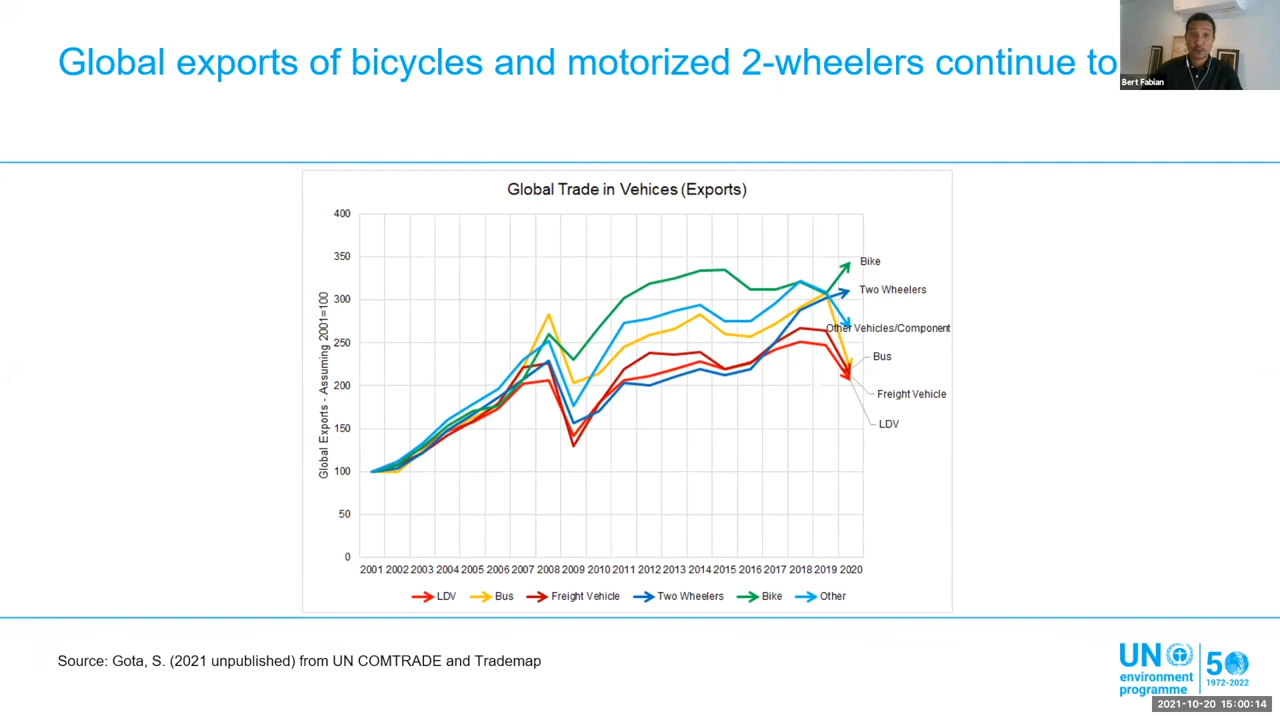 Global exports of bicycles and motorized 2-wheelers continue to
Bert Fabian
Global Trade in Vehices (Exports)
Global Exports - Assuming 2001=100
400
350
300
250
200
150
100
50
0
Bike
Two Wheelers
Other Vehicles/Component
Bus
Freight Vehicle
LDV
2001 2002 2003 2004 2005 2006 2007 2008 2009 2010 2011 2012 2013 2014 2015 2016 2017 2018 2019 2020
LDV Bus Freight Vehicle Two Wheelers Bike Other
Source: Gota, S. (2021 unpublished) from UN COMTRADE and Trademap
UN
environment
programme
50
1972-2022
2021-10-20 15:00:14